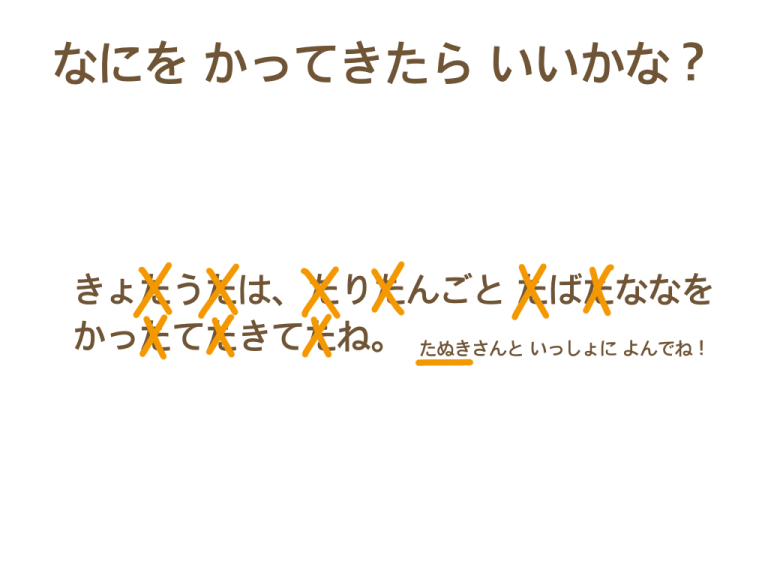 なにを かってきたら いいかな？
きょたうたは、たりたんごと たばたななを
かったてたきてたね。
たぬきさんと いっしょに よんでね！